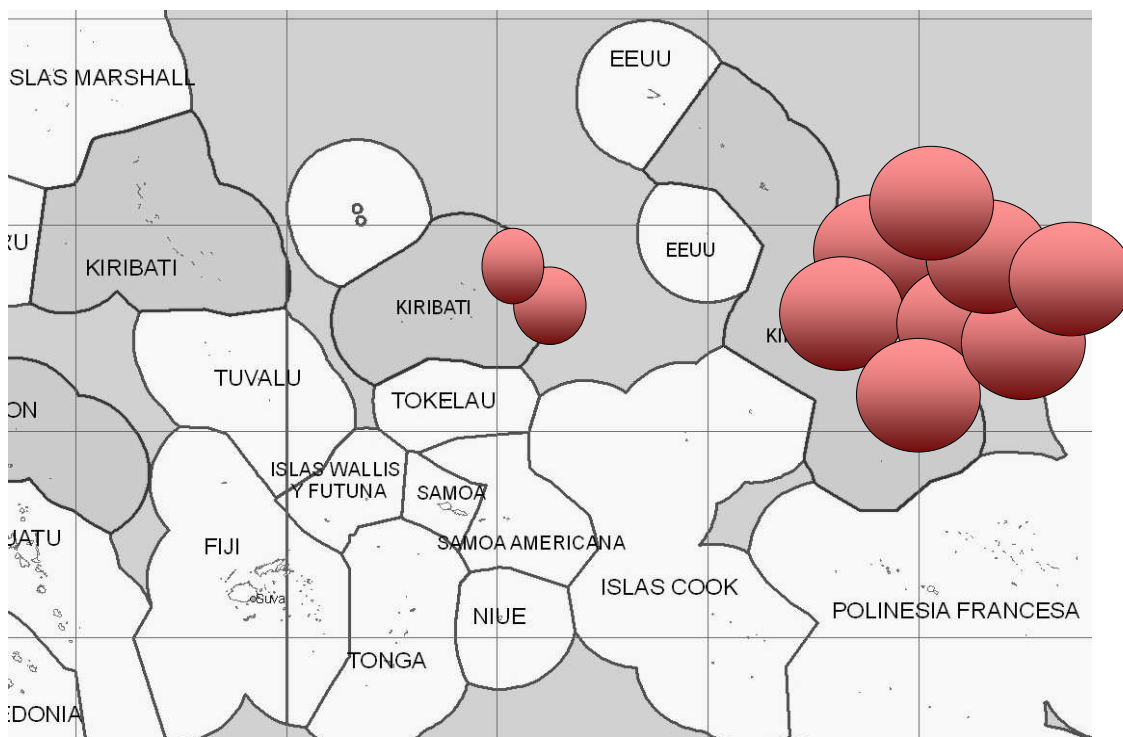 EEUU
SLAS MARSHALL
RU
KIRIBATI
EEUU
KIRIBATI
KI
TUVALU
TOKELAU
ON
ISLAS WALLIS
Y FUTUNA
SAMOA
UATU
FIJI
SAMOA AMERICANA
Suva
ISLAS COOK
NIUE
POLINESIA FRANCESA
TONGA
EDONIA